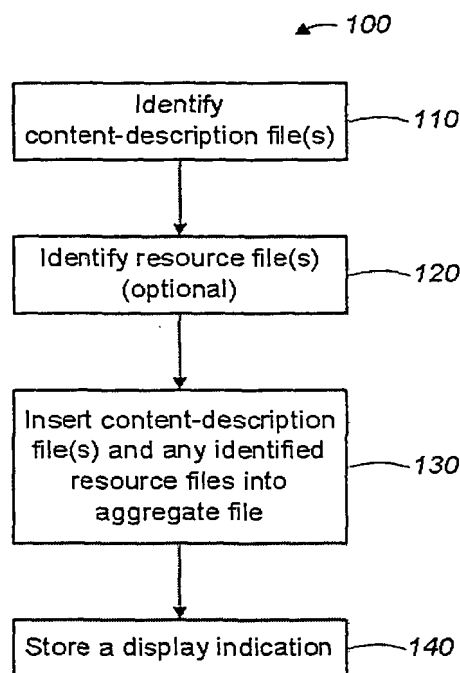 100
Identify
content-description file(s)
110
Identify resource file(s)
(optional)
120
Insert content-description
file(s) and any identified
resource files into
aggregate file
130
Store a display indication
140